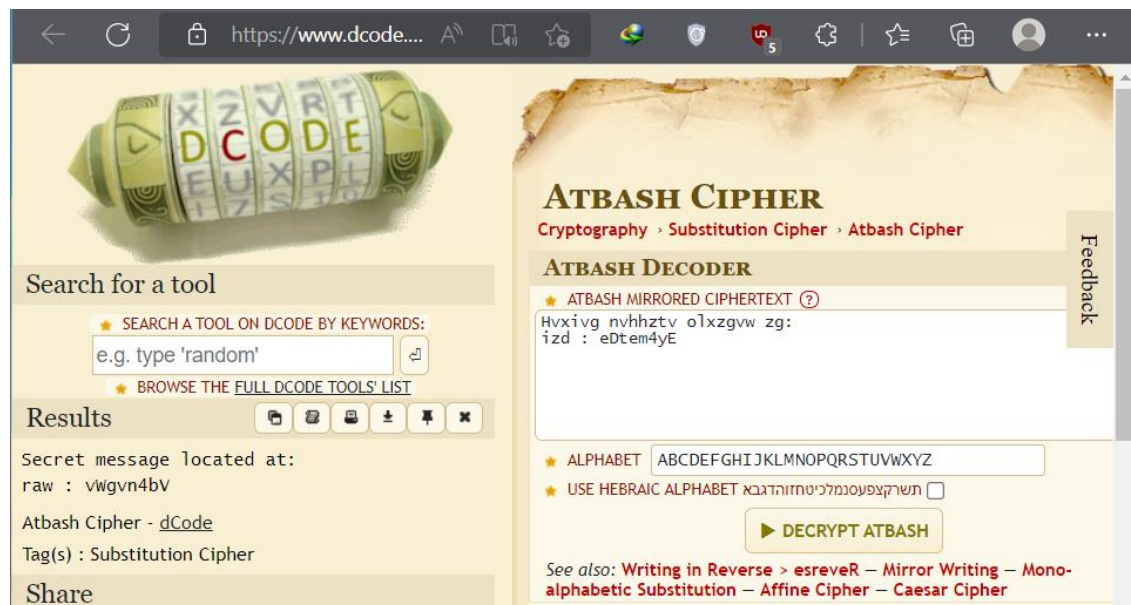 https://www.dcode....
5
X Z V R T
D C O D E
E U X P L
Search for a tool
SEARCH A TOOL ON DCODE BY KEYWORDS:
e.g. type 'random'
BROWSE THE FULL DCODE TOOLS' LIST
Results
Secret message located at:
raw : vWgvn4bV
Atbash Cipher - dCode
Tag(s) : Substitution Cipher
Share
ATBASH CIPHER
Cryptography › Substitution Cipher › Atbash Cipher
ATBASH DECODER
ATBASH MIRRORED CIPHERTEXT ?
Hvxivg nvhhztv olxzgvw zg:
izd : eDtem4yE
ALPHABET ABCDEFGHIJKLMNOPQRSTUVWXYZ
USE HEBRAIC ALPHABET תשרקצפעסנמלכיטחזוהדגבא
▶ DECRYPT ATBASH
See also: Writing in Reverse > esreveR — Mirror Writing — Mono-
alphabetic Substitution — Affine Cipher — Caesar Cipher
Feedback